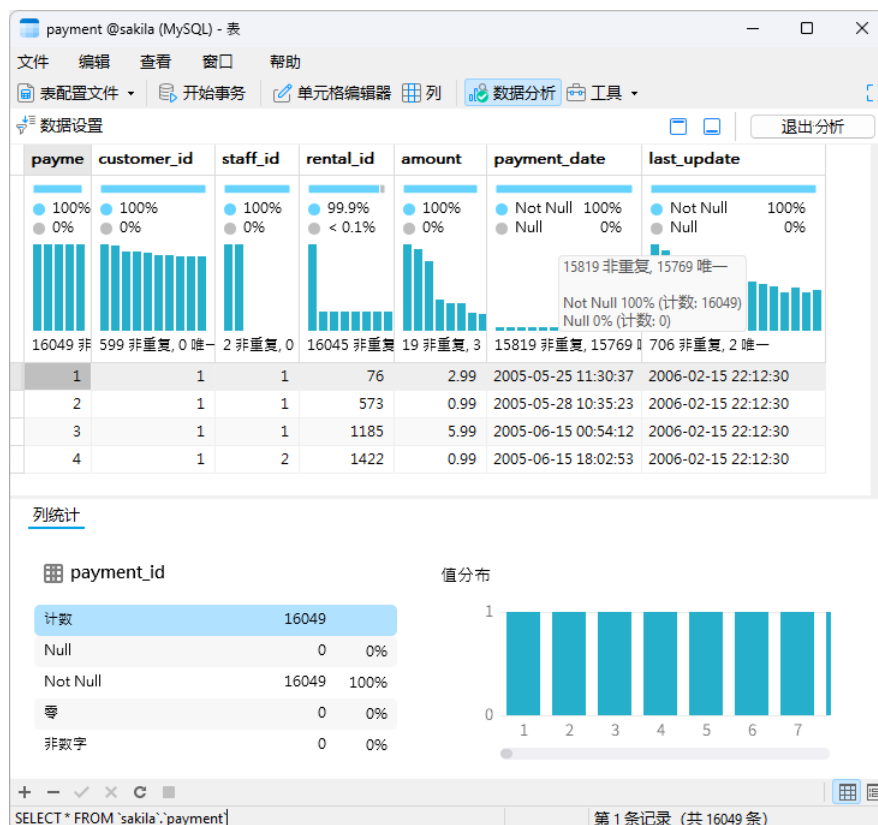 payment @sakila (MySQL) - 表
文件 编辑 查看 窗口 帮助
表配置文件 开始事务 单元格编辑器 列 数据分析 工具
数据设置 退出分析
payme customer_id staff_id rental_id amount payment_date last_update
100% 100% 100% 99.9% 100% Not Null 100% Not Null 100%
0% 0% 0% < 0.1% 0% Null 0% Null 0%
15819 非重复, 15769 唯一
Not Null 100% (计数: 16049)
Null 0% (计数: 0)
16049 非 599 非重复, 0 唯一 2 非重复, 0 16045 非重复 19 非重复, 3 15819 非重复, 15769 706 非重复, 2 唯一
1 1 1 76 2.99 2005-05-25 11:30:37 2006-02-15 22:12:30
2 1 1 573 0.99 2005-05-28 10:35:23 2006-02-15 22:12:30
3 1 1 1185 5.99 2005-06-15 00:54:12 2006-02-15 22:12:30
4 1 2 1422 0.99 2005-06-15 18:02:53 2006-02-15 22:12:30
列统计
payment_id
值分布
计数 16049
Null 0 0%
Not Null 16049 100%
零 0 0%
非数字 0 0%
1
0
1 2 3 4 5 6 7
SELECT * FROM `sakila`.`payment` 第 1 条记录 (共 16049 条)